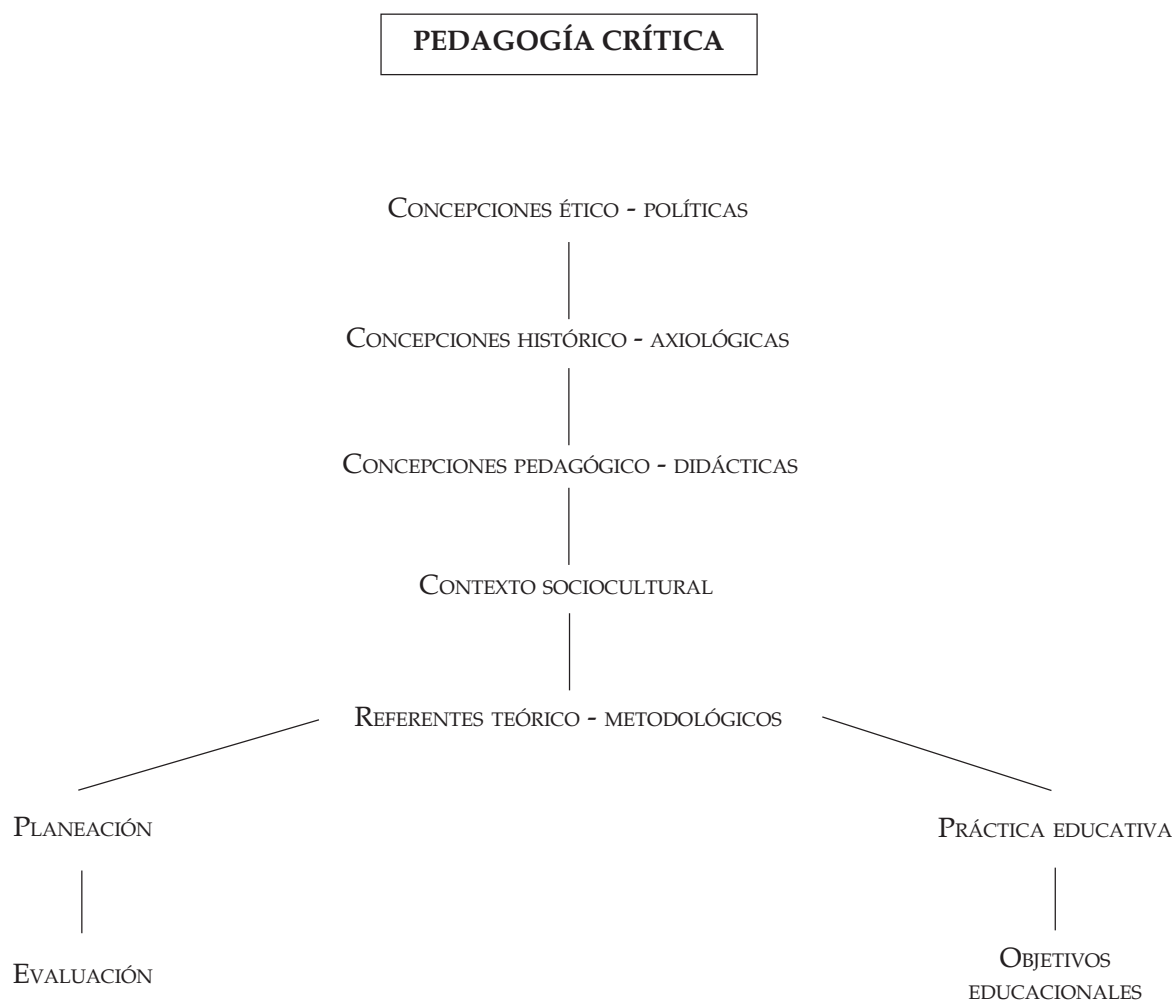 PEDAGOGÍA CRÍTICA
CONCEPCIONES ÉTICO - POLÍTICAS
CONCEPCIONES HISTÓRICO - AXIOLÓGICAS
CONCEPCIONES PEDAGÓGICO - DIDÁCTICAS
CONTEXTO SOCIOCULTURAL
REFERENTES TEÓRICO - METODOLÓGICOS
PLANEACIÓN
PRÁCTICA EDUCATIVA
EVALUACIÓN
OBJETIVOS
EDUCACIONALES